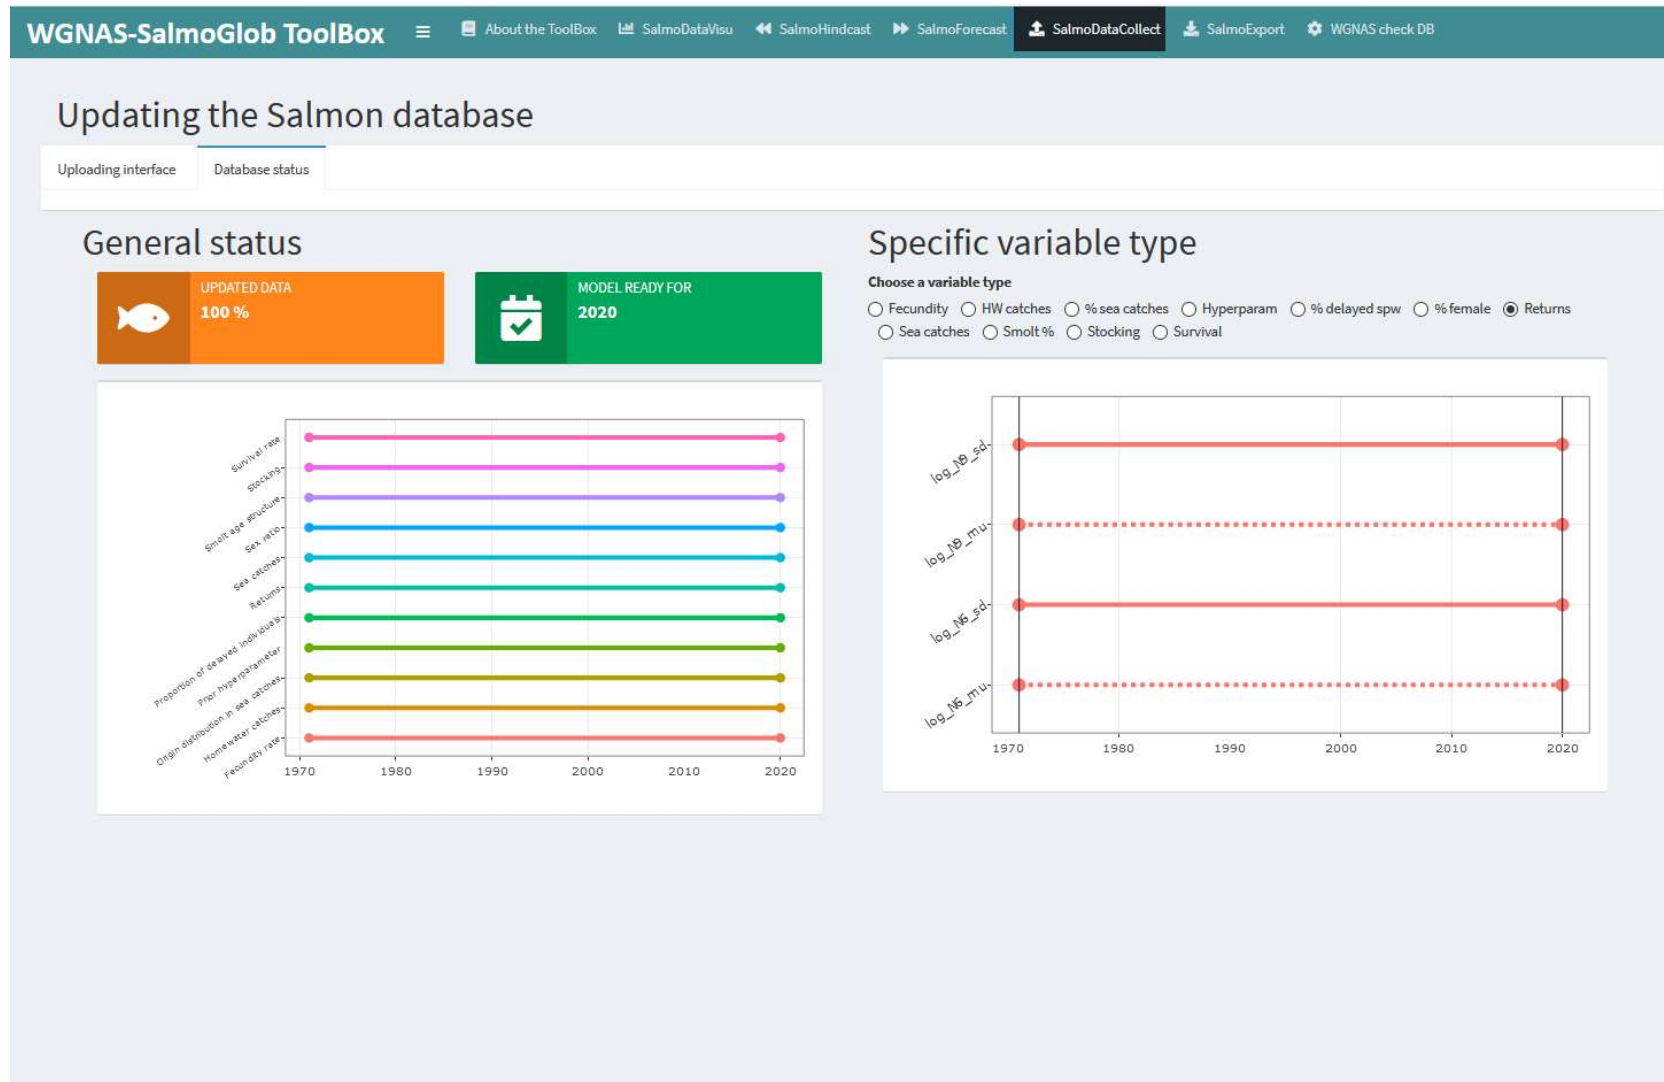 WGNAS-SalmoGlob ToolBox
About the ToolBox
SalmoDataVisu
SalmoHindcast
SalmoForecast
SalmoDataCollect
SalmoExport
WGNAS check DB
Updating the Salmon database
Uploading interface
Database status
General status
UPDATED DATA
100 %
MODEL READY FOR
2020
Survival rate
Stocking
Smolt age structure
Sex ratio
Sea catches
Returns
Proportion of delayed individuals
Prior hyperparameter
Origin distribution in sea catches
Homewater catches
Fecundity rate
1970 1980 1990 2000 2010 2020
Specific variable type
Choose a variable type
Fecundity HW catches % sea catches Hyperparam % delayed spw % female Returns
Sea catches Smolt % Stocking Survival
log_N9_sd
log_N9_mu
log_N6_sd
log_N6_mu
1970 1980 1990 2000 2010 2020